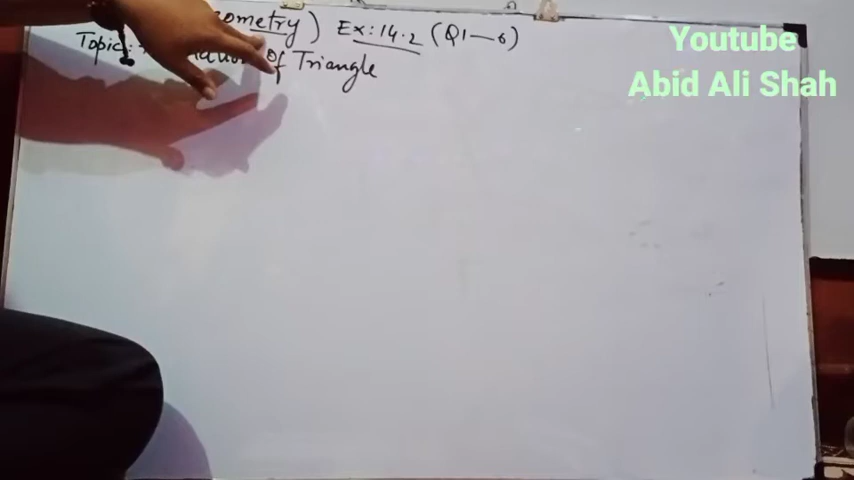 ometry) Ex: 14.2 (Q1—6)
Topic: of Triangle
Youtube
Abid Ali Shah